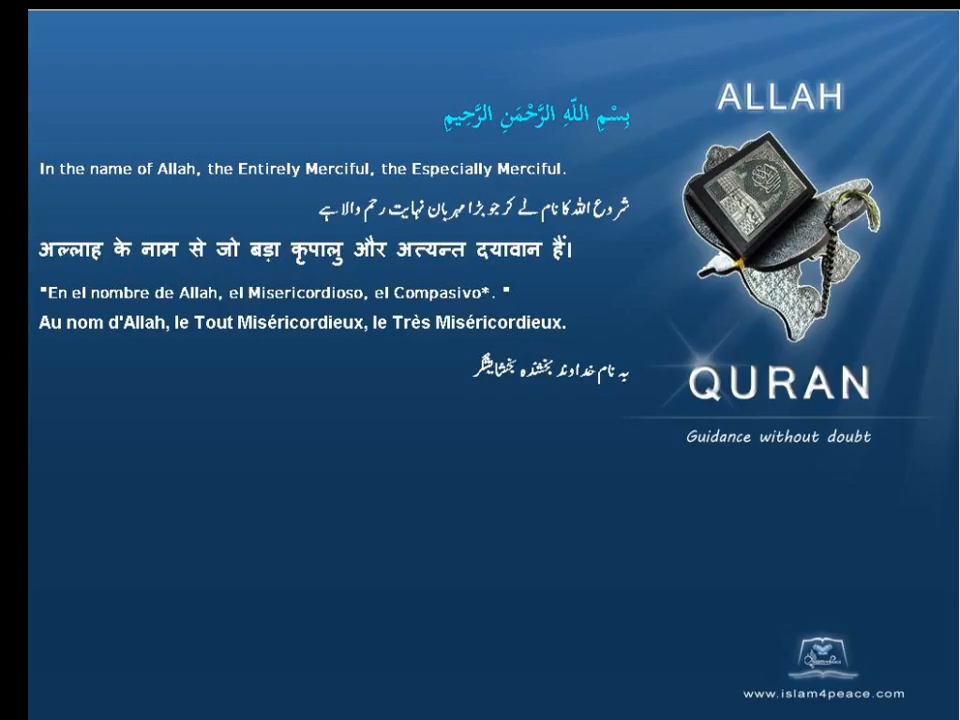 بِسْمِ اللَّهِ الرَّحْمَنِ الرَّحِيمِ
In the name of Allah, the Entirely Merciful, the Especially Merciful.
شروع الله کا نام لے کر جو بڑا مہربان نہایت رحم والا ہے
अल्लाह के नाम से जो बड़ा कृपालु और अत्यन्त दयावान हैं।
"En el nombre de Allah, el Misericordioso, el Compasivo*. "
Au nom d'Allah, le Tout Miséricordieux, le Très Miséricordieux.
به نام خداوند بخشنده بخشایشگر
ALLAH
QURAN
Guidance without doubt
www.islam4peace.com